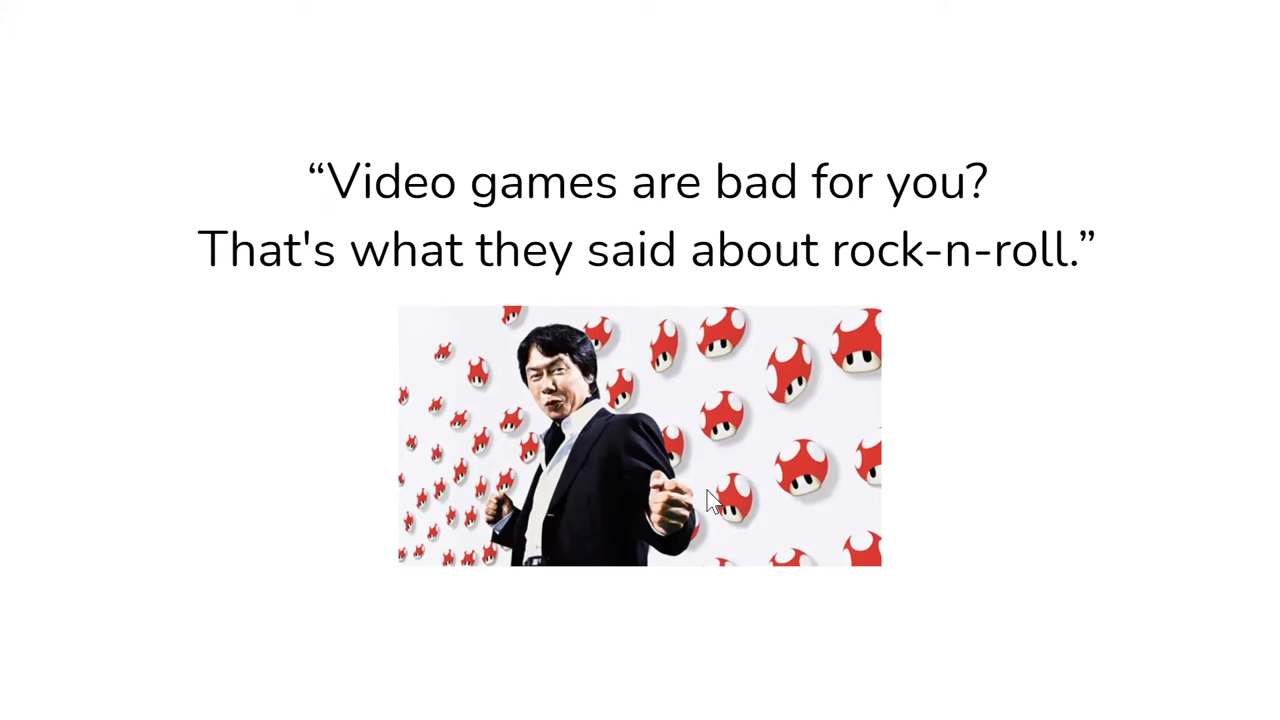 “Video games are bad for you?
That's what they said about rock-n-roll.”